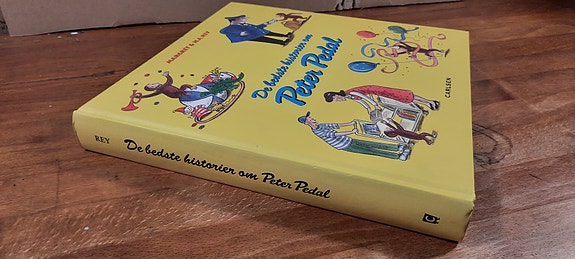 MARGRET & H.A. REY
De bedste historier om
Peter Pedal
CARLSEN
REY
De bedste historier om Peter Pedal